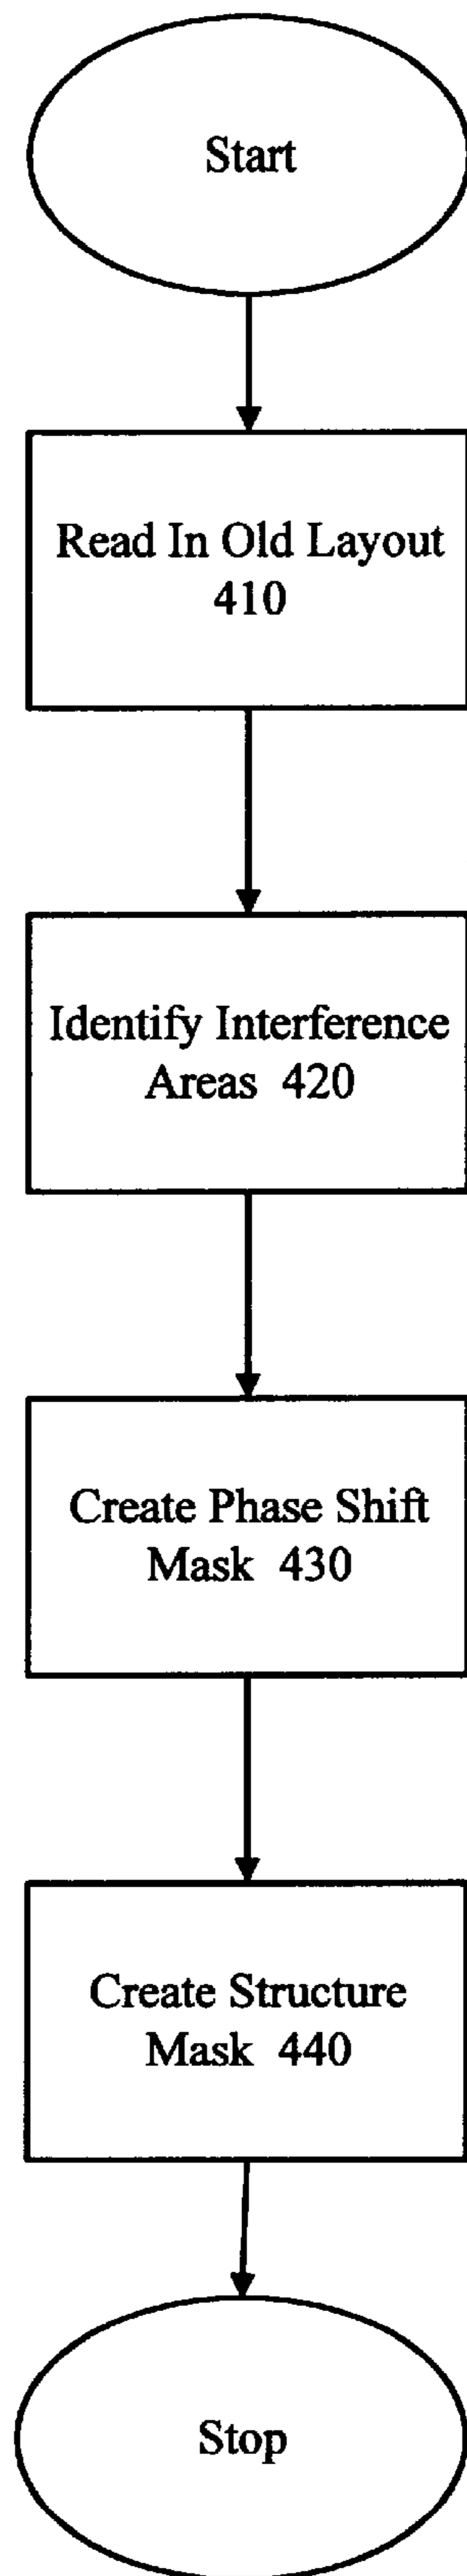 Start
Read In Old Layout
410
Identify Interference
Areas 420
Create Phase Shift
Mask 430
Create Structure
Mask 440
Stop